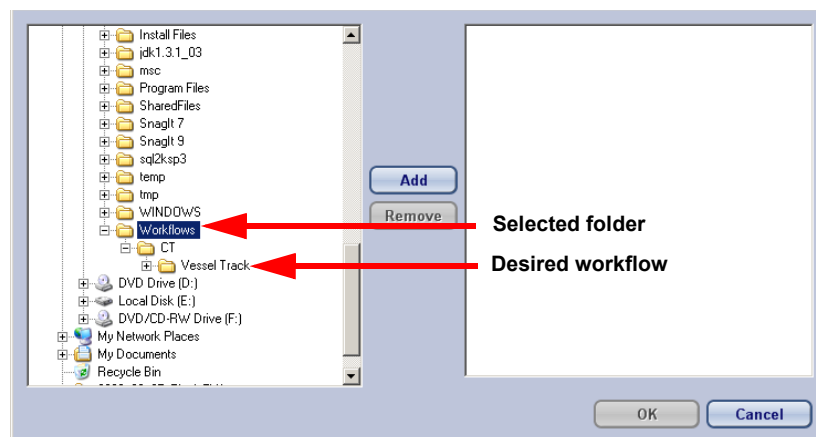 Install Files
jdk1.3.1_03
msc
Program Files
SharedFiles
SnagIt 7
SnagIt 9
sql2ksp3
temp
tmp
WINDOWS
Workflows
CT
Vessel Track
DVD Drive (D:)
Local Disk (E:)
DVD/CD-RW Drive (F:)
My Network Places
My Documents
Recycle Bin
Add
Remove
Selected folder
Desired workflow
OK
Cancel